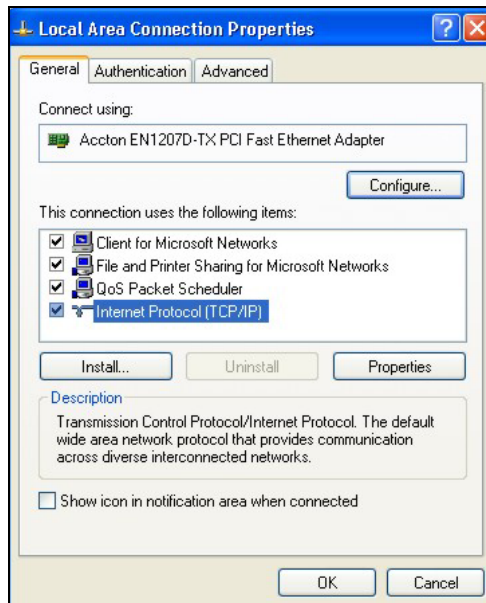 Local Area Connection Properties
General
Authentication
Advanced
Connect using:
Accton EN1207D-TX PCI Fast Ethernet Adapter
Configure...
This connection uses the following items:
Client for Microsoft Networks
File and Printer Sharing for Microsoft Networks
QoS Packet Scheduler
Internet Protocol (TCP/IP)
Install...
Uninstall
Properties
Description
Transmission Control Protocol/Internet Protocol. The default
wide area network protocol that provides communication
across diverse interconnected networks.
Show icon in notification area when connected
OK
Cancel